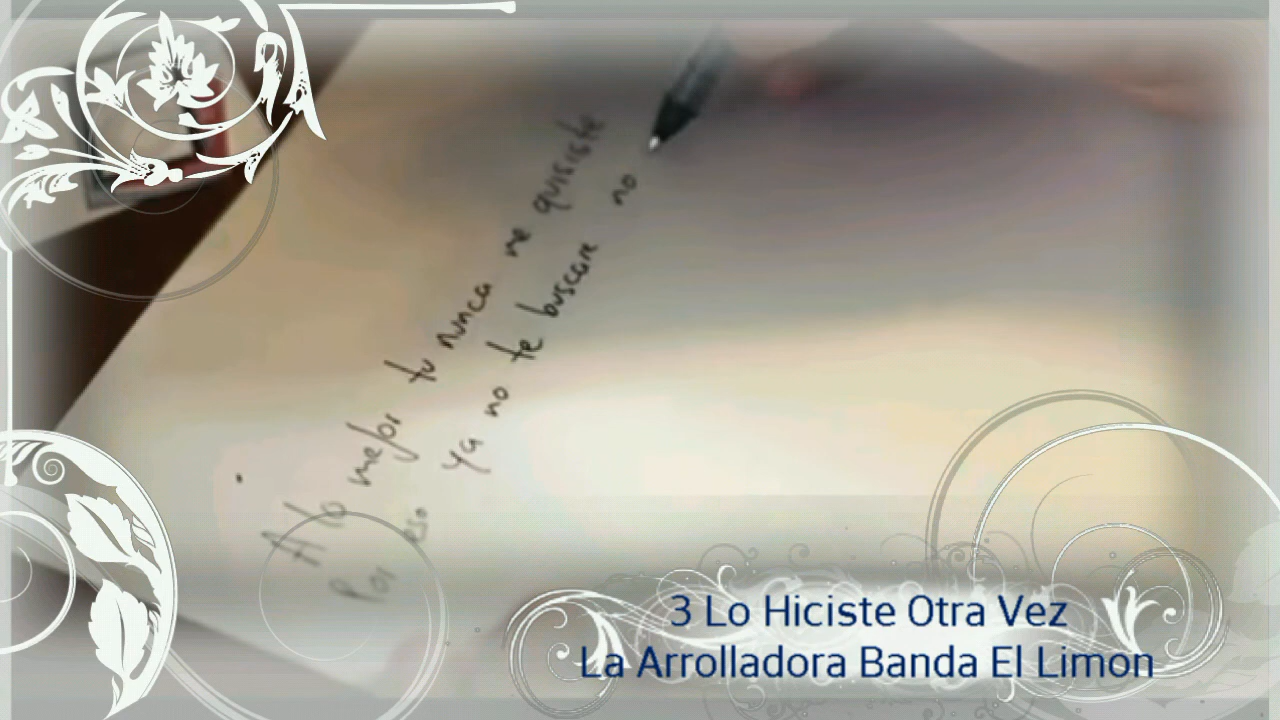 A lo mejor tu nunca me quisiste
Por eso ya no te buscare no
3 Lo Hiciste Otra Vez
La Arrolladora Banda El Limon